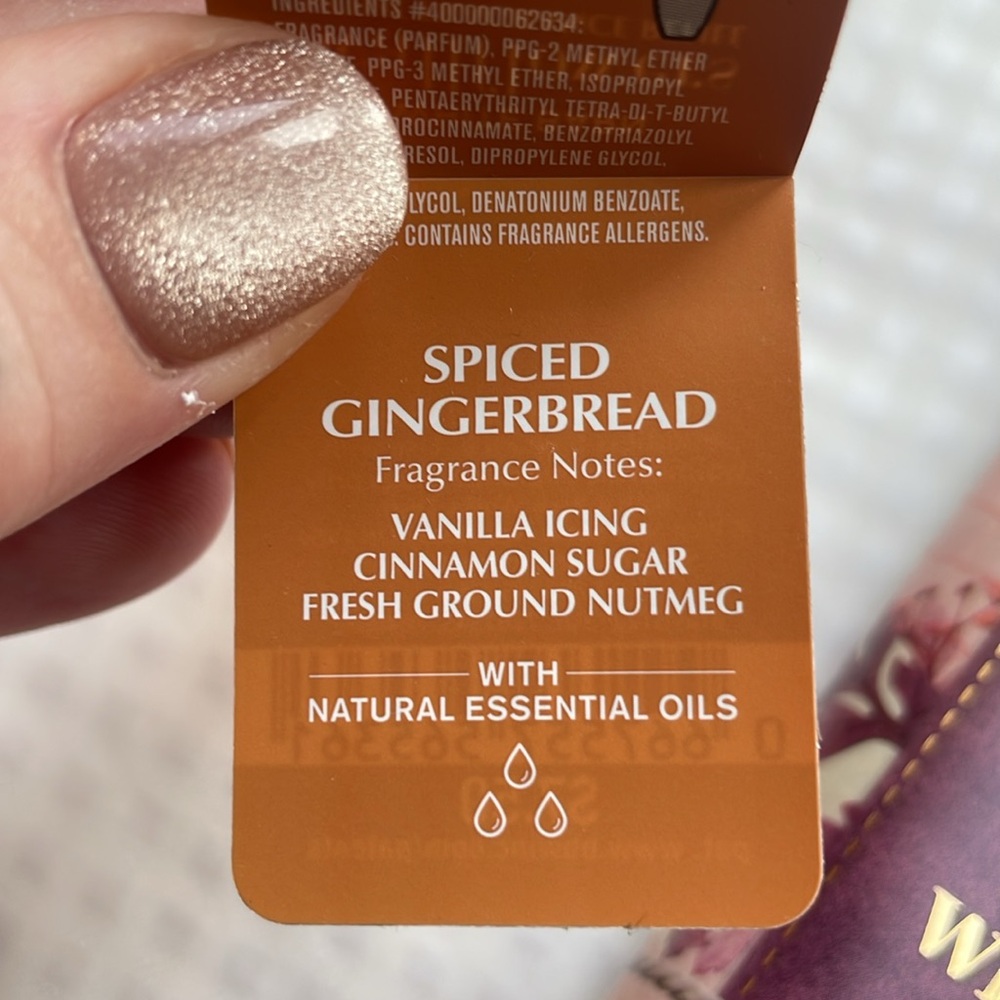 INGREDIENTS #400000062634:
FRAGRANCE (PARFUM), PPG-2 METHYL ETHER
PPG-3 METHYL ETHER, ISOPROPYL
PENTAERYTHRITYL TETRA-DI-T-BUTYL
ROCINNAMATE, BENZOTRIAZOLYL
RESOL, DIPROPYLENE GLYCOL,
LYCOL, DENATONIUM BENZOATE,
CONTAINS FRAGRANCE ALLERGENS.
SPICED
GINGERBREAD
Fragrance Notes:
VANILLA ICING
CINNAMON SUGAR
FRESH GROUND NUTMEG
WITH
NATURAL ESSENTIAL OILS